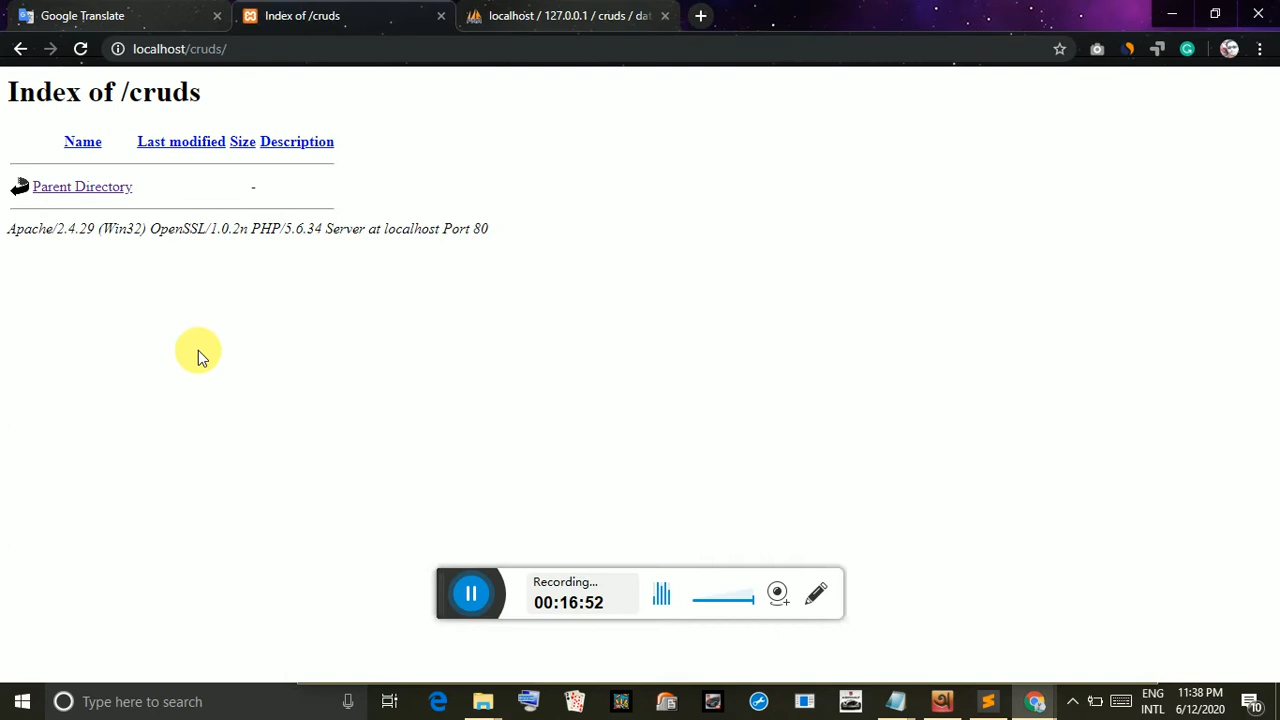 Google Translate
Index of /cruds
localhost / 127.0.0.1 / cruds / dat
localhost/cruds/
Index of /cruds
Name Last modified Size Description
Parent Directory -
Apache/2.4.29 (Win32) OpenSSL/1.0.2n PHP/5.6.34 Server at localhost Port 80
Recording...
00:16:52
Type here to search
ENG
INTL
11:38 PM
6/12/2020
10